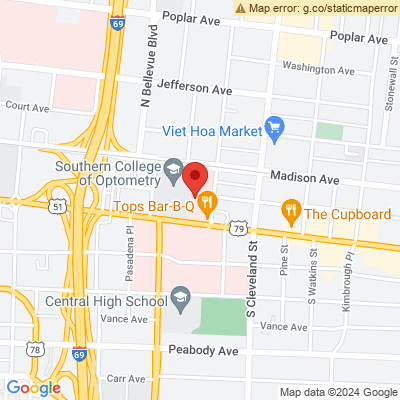 Map error: g.co/staticmaperror
69
Poplar Ave
Poplar Ave
Washington Ave
Stonewall St
N Bellevue Blvd
Jefferson Ave
Court Ave
Viet Hoa Market
Southern College
of Optometry
Madison Ave
51
Tops Bar-B-Q
The Cupboard
79
Pasadena Pl
S Cleveland St
Pine St
S Watkins St
Kimbrough Pl
Central High School
Vance Ave
Vance Ave
78
69
Peabody Ave
Carr Ave
Google
Map data ©2024 Google